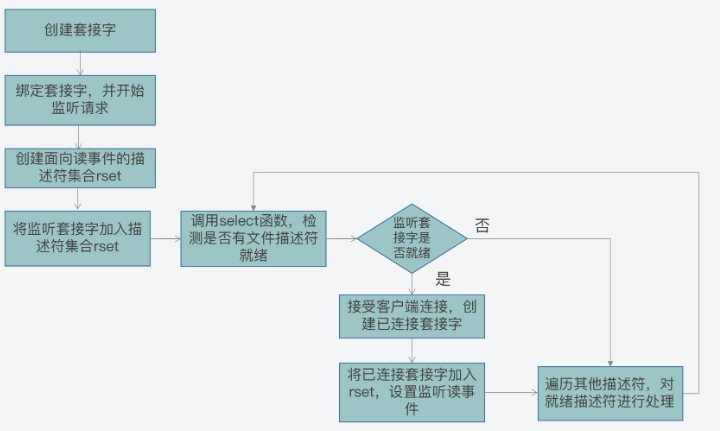 创建套接字
绑定套接字，并开始
监听请求
创建面向读事件的描
述符集合rset
将监听套接字加入描
述符集合rset
调用select函数，检
测是否有文件描述符
就绪
监听套
接字是
否就绪
否
是
接受客户端连接，创
建已连接套接字
将已连接套接字加入
rset，设置监听读事
件
遍历其他描述符，对
就绪描述符进行处理